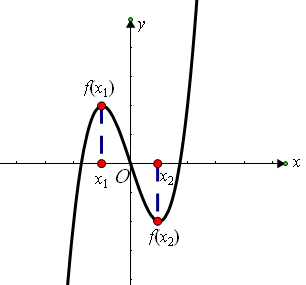 y
f(x₁)
x
x₁
O
x₂
f(x₂)